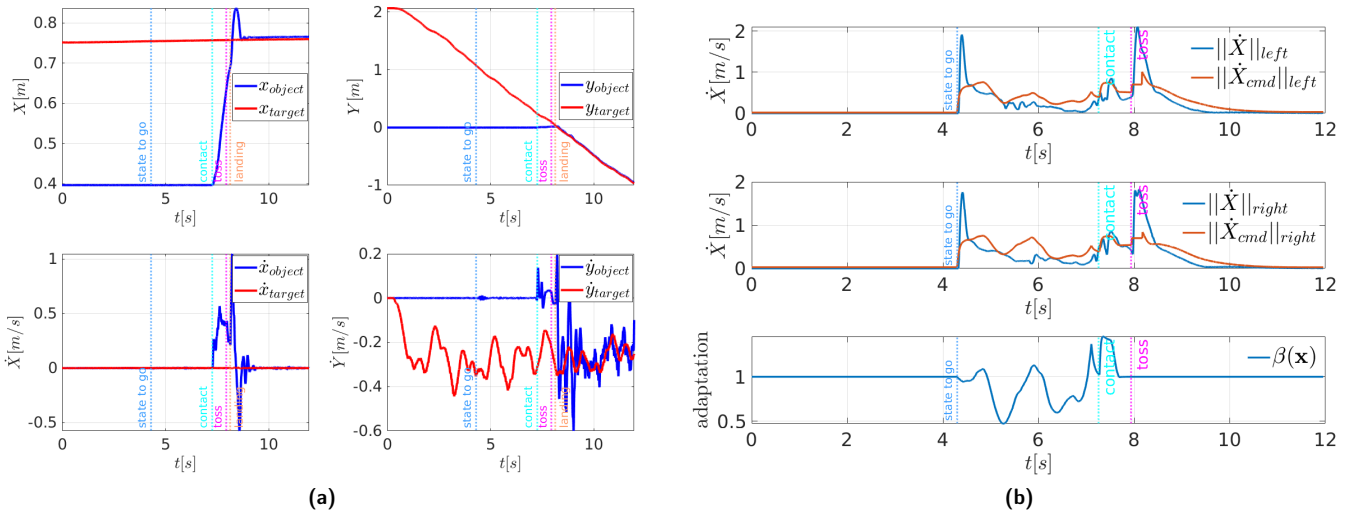 X[m]
0.8
0.7
0.6
0.5
0.4
0
5
10
t[s]
state to go
contact
toss
landing
x_object
x_target
Y[m]
2
1
0
-1
0
5
10
t[s]
state to go
contact
toss
landing
y_object
y_target
Ẋ[m/s]
1
0.5
0
-0.5
0
5
10
t[s]
state to go
contact
toss
landing
ẋ_object
ẋ_target
Ẏ[m/s]
0.2
0
-0.2
-0.4
-0.6
0
5
10
t[s]
state to go
contact
toss
landing
ẏ_object
ẏ_target
(a)
Ẋ[m/s]
2
1
0
0 2 4 6 8 10 12
t[s]
state to go
contact
toss
||Ẋ||_left
||Ẋ_cmd||_left
Ẋ[m/s]
2
1
0
0 2 4 6 8 10 12
t[s]
state to go
contact
toss
||Ẋ||_right
||Ẋ_cmd||_right
adaptation
1
0.5
0 2 4 6 8 10 12
t[s]
state to go
contact
toss
β(x)
(b)